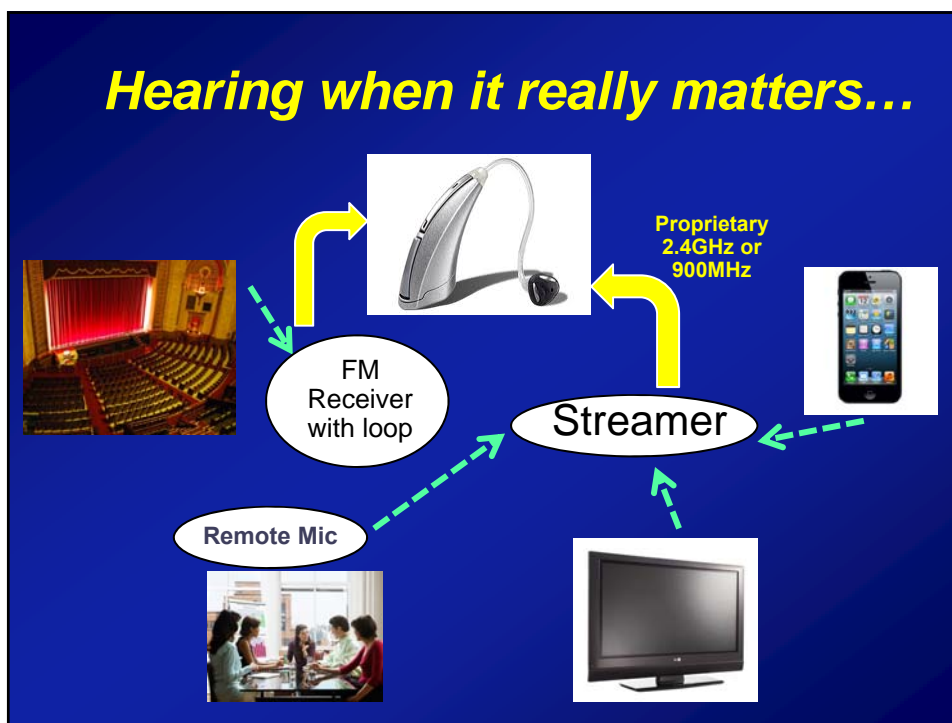 Hearing when it really matters…
Proprietary
2.4GHz or
900MHz
FM
Receiver
with loop
Streamer
Remote Mic